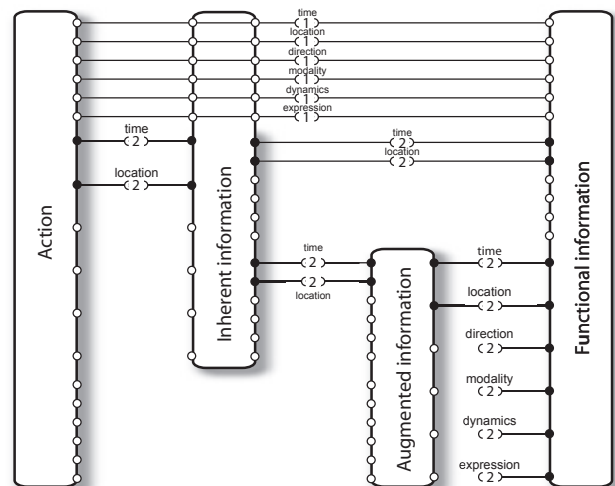 time
1
location
1
direction
1
modality
1
dynamics
1
expression
1
time
2
location
2
time
2
location
2
Action
Inherent information
Functional information
time
2
location
2
Augmented information
time
2
location
2
direction
2
modality
2
dynamics
2
expression
2